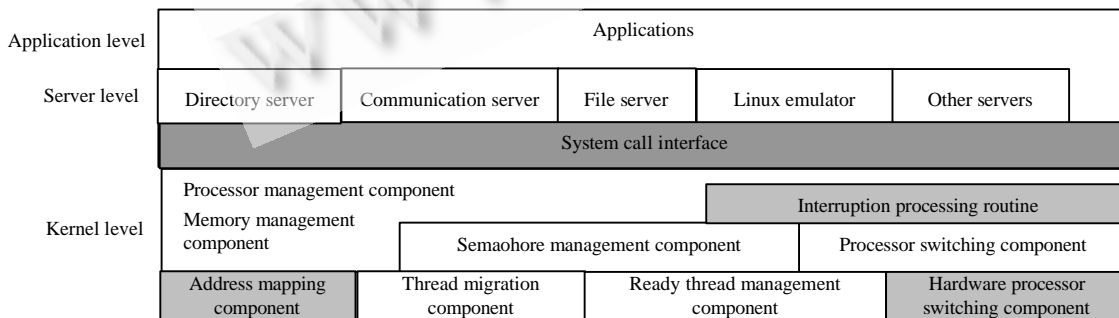 Application level
Applications
Server level
Directory server
Communication server
File server
Linux emulator
Other servers
System call interface
Kernel level
Processor management component
Memory management
component
Interruption processing routine
Semaohore management component
Processor switching component
Address mapping
component
Thread migration
component
Ready thread management
component
Hardware processor
switching component